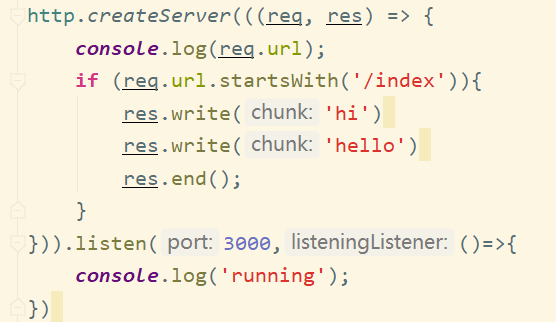 http.createServer(((req, res) => {
    console.log(req.url);
    if (req.url.startsWith('/index')){
        res.write( chunk: 'hi')
        res.write( chunk: 'hello')
        res.end();
    }
})).listen( port: 3000, listeningListener: ()=>{
    console.log('running');
})